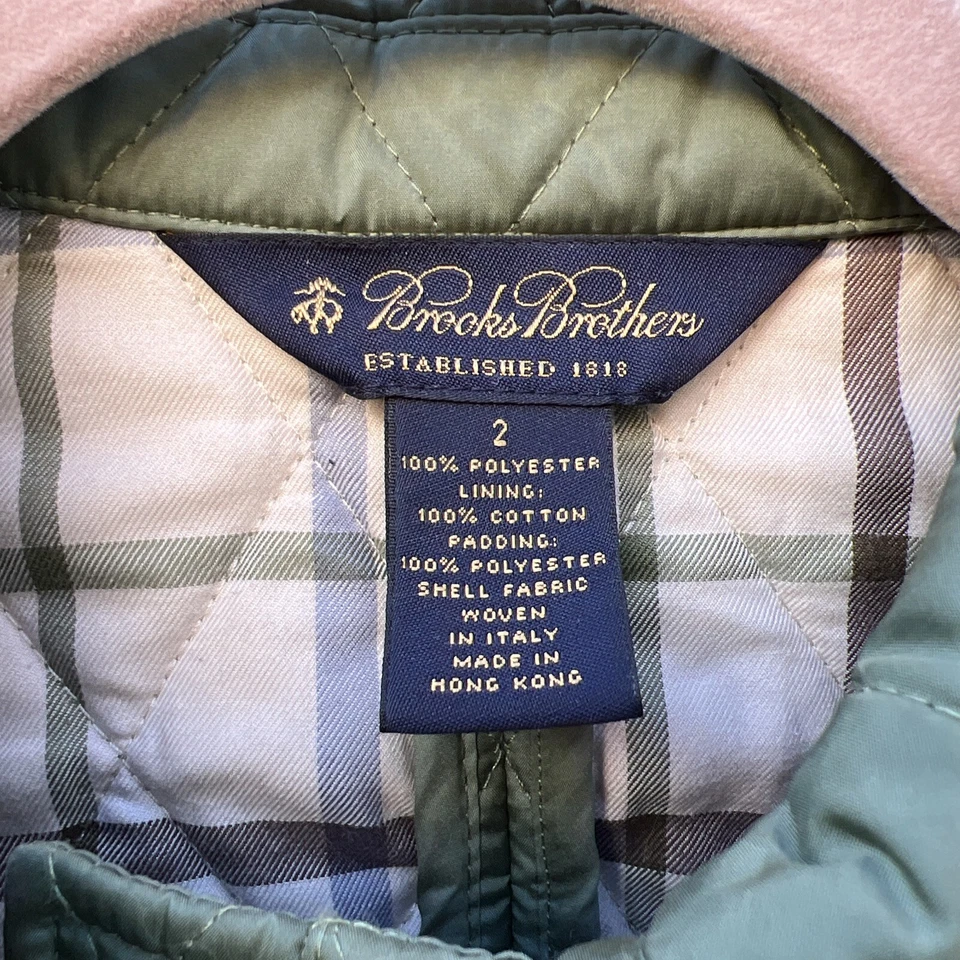 Brooks Brothers
ESTABLISHED 1818
2
100% POLYESTER
LINING:
100% COTTON
PADDING:
100% POLYESTER
SHELL FABRIC
WOVEN
IN ITALY
MADE IN
HONG KONG